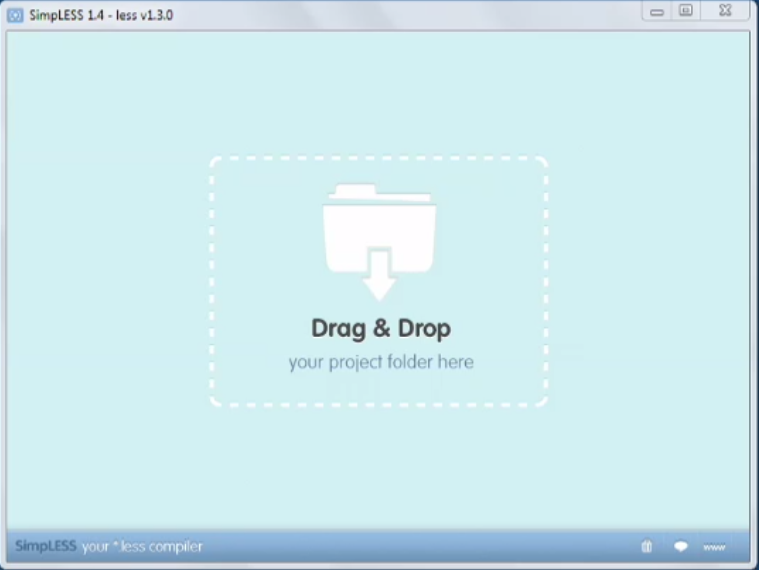 SimpLESS 1.4 - less v1.3.0
Drag & Drop
your project folder here
SimpLESS your *.less compiler
www